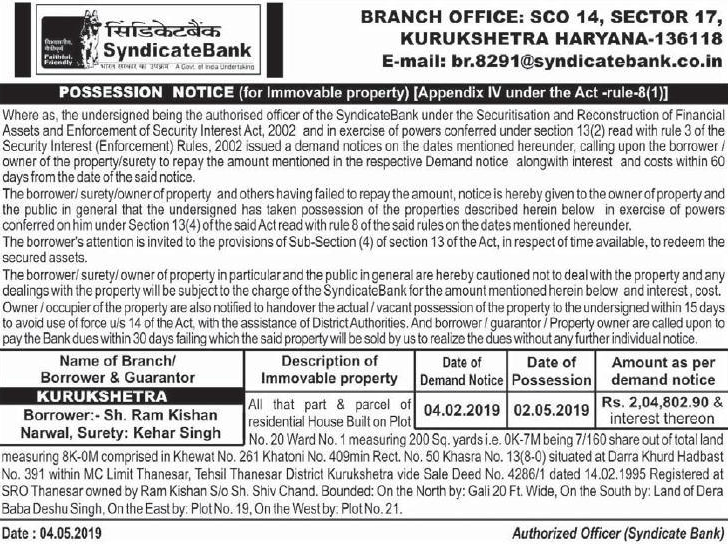 सिंडिकेटबैंक
SyndicateBank
Faithful, Friendly
भारत सरकार का उपक्रम A Govt. of India Undertaking
BRANCH OFFICE: SCO 14, SECTOR 17,
KURUKSHETRA HARYANA-136118
E-mail: br.8291@syndicatebank.co.in
POSSESSION NOTICE (for Immovable property) [Appendix IV under the Act -rule-8(1)]
Where as, the undersigned being the authorised officer of the SyndicateBank under the Securitisation and Reconstruction of Financial
Assets and Enforcement of Security Interest Act, 2002 and in exercise of powers conferred under section 13(2) read with rule 3 of the
Security Interest (Enforcement) Rules, 2002 issued a demand notices on the dates mentioned hereunder, calling upon the borrower /
owner of the property/surety to repay the amount mentioned in the respective Demand notice alongwith interest and costs within 60
days from the date of the said notice.
The borrower/ surety/owner of property and others having failed to repay the amount, notice is hereby given to the owner of property and
the public in general that the undersigned has taken possession of the properties described herein below in exercise of powers
conferred on him under Section 13(4) of the said Act read with rule 8 of the said rules on the dates mentioned hereunder.
The borrower's attention is invited to the provisions of Sub-Section (4) of section 13 of the Act, in respect of time available, to redeem the
secured assets.
The borrower/ surety/ owner of property in particular and the public in general are hereby cautioned not to deal with the property and any
dealings with the property will be subject to the charge of the SyndicateBank for the amount mentioned herein below and interest, cost.
Owner / occupier of the property are also notified to handover the actual / vacant possession of the property to the undersigned within 15 days
to avoid use of force u/s 14 of the Act, with the assistance of District Authorities. And borrower / guarantor / Property owner are called upon to
pay the Bank dues within 30 days failing which the said property will be sold by us to realize the dues without any further individual notice.
Name of Branch/
Borrower & Guarantor
Description of
Immovable property
Date of
Demand Notice
Date of
Possession
Amount as per
demand notice
KURUKSHETRA
Borrower:- Sh. Ram Kishan
Narwal, Surety: Kehar Singh
All that part & parcel of
residential House Built on Plot
04.02.2019
02.05.2019
Rs. 2,04,802.90 &
interest thereon
No. 20 Ward No. 1 measuring 200 Sq. yards i.e. 0K-7M being 7/160 share out of total land
measuring 8K-0M comprised in Khewat No. 261 Khatoni No. 409min Rect. No. 50 Khasra No. 13(8-0) situated at Darra Khurd Hadbast
No. 391 within MC Limit Thanesar, Tehsil Thanesar District Kurukshetra vide Sale Deed No. 4286/1 dated 14.02.1995 Registered at
SRO Thanesar owned by Ram Kishan S/o Sh. Shiv Chand. Bounded: On the North by: Gali 20 Ft. Wide, On the South by: Land of Dera
Baba Deshu Singh, On the East by: Plot No. 19, On the West by: Plot No. 21.
Date : 04.05.2019
Authorized Officer (Syndicate Bank)